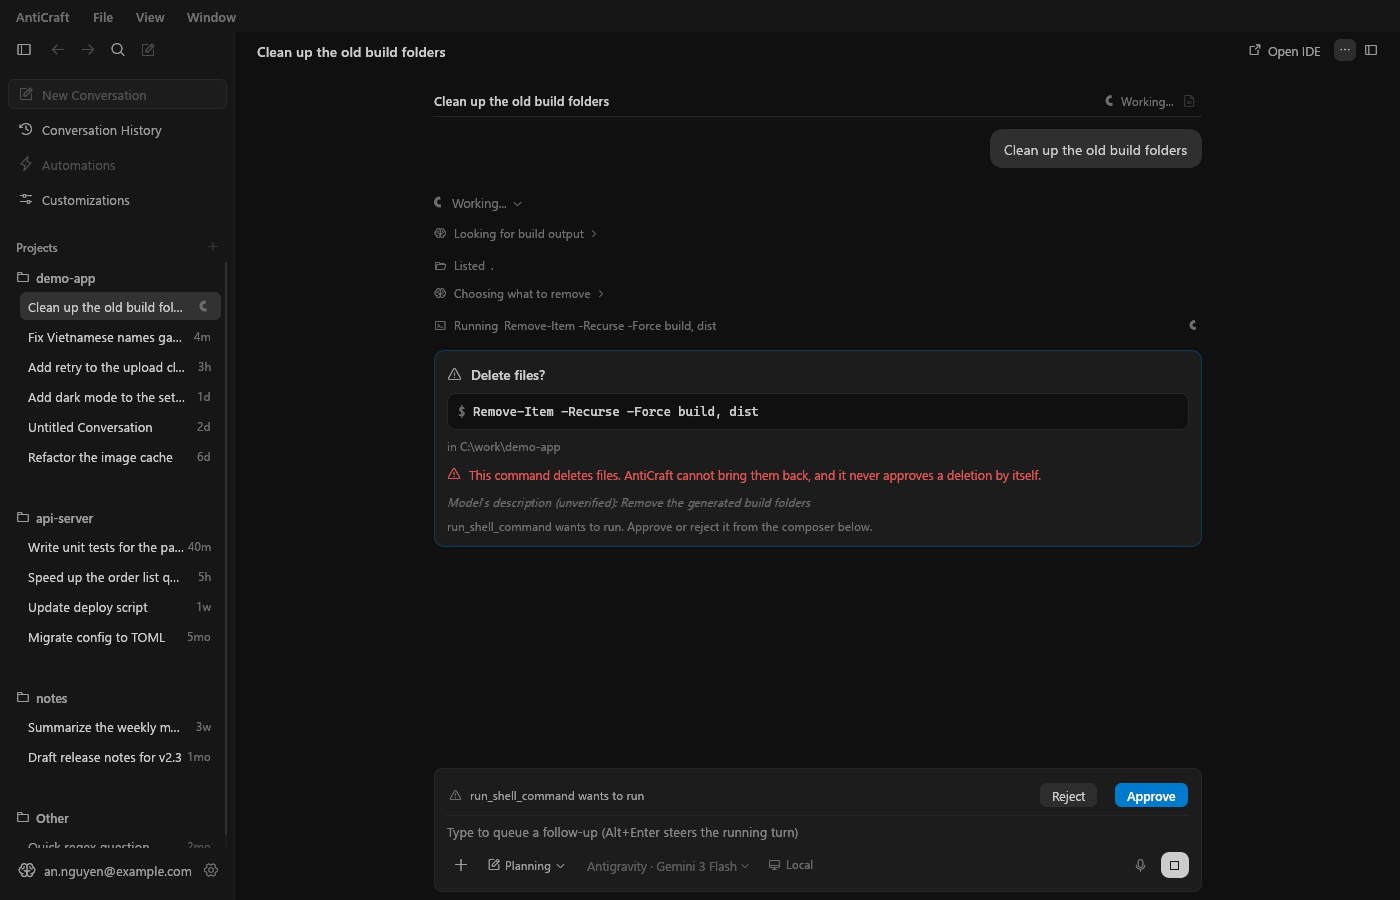 AntiCraft File View Window
New Conversation
Conversation History
Automations
Customizations
Projects
demo-app
Clean up the old build fol...
Fix Vietnamese names ga... 4m
Add retry to the upload cl... 3h
Add dark mode to the set... 1d
Untitled Conversation 2d
Refactor the image cache 6d
api-server
Write unit tests for the pa... 40m
Speed up the order list q... 5h
Update deploy script 1w
Migrate config to TOML 5mo
notes
Summarize the weekly m... 3w
Draft release notes for v2.3 1mo
Other
Quick regex question 2mo
an.nguyen@example.com
Clean up the old build folders
Open IDE
Clean up the old build folders
Working...
Clean up the old build folders
Working...
Looking for build output
Listed .
Choosing what to remove
Running Remove-Item -Recurse -Force build, dist
Delete files?
$ Remove-Item -Recurse -Force build, dist
in C:\work\demo-app
This command deletes files. AntiCraft cannot bring them back, and it never approves a deletion by itself.
Model's description (unverified): Remove the generated build folders
run_shell_command wants to run. Approve or reject it from the composer below.
run_shell_command wants to run
Reject
Approve
Type to queue a follow-up (Alt+Enter steers the running turn)
Planning
Antigravity · Gemini 3 Flash
Local